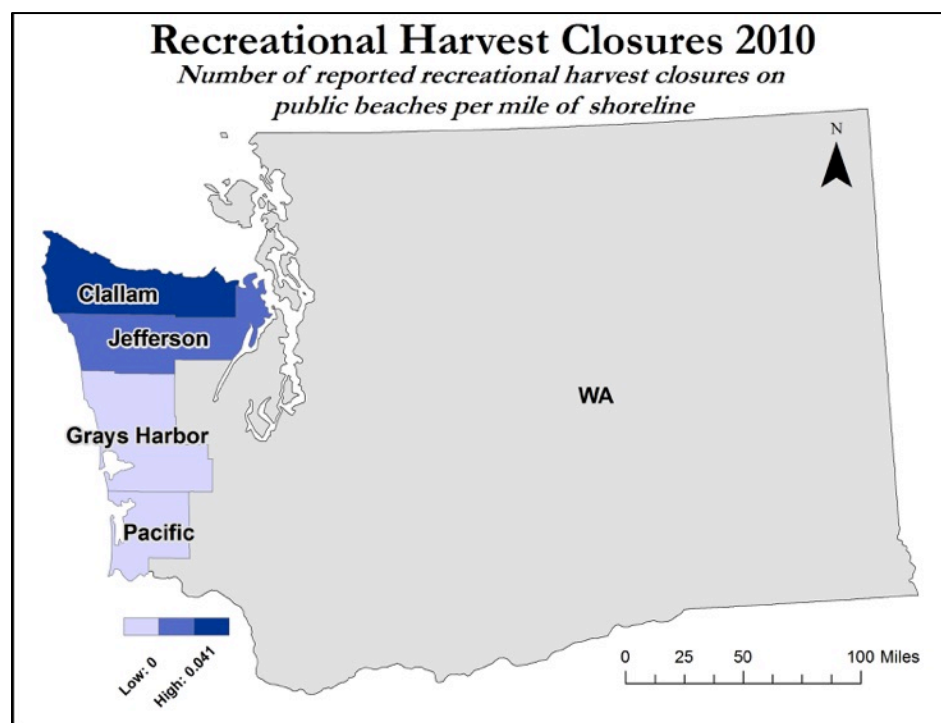 Recreational Harvest Closures 2010
Number of reported recreational harvest closures on
public beaches per mile of shoreline
N
Clallam
Jefferson
WA
Grays Harbor
Pacific
Low: 0
High: 0.041
0 25 50 100 Miles